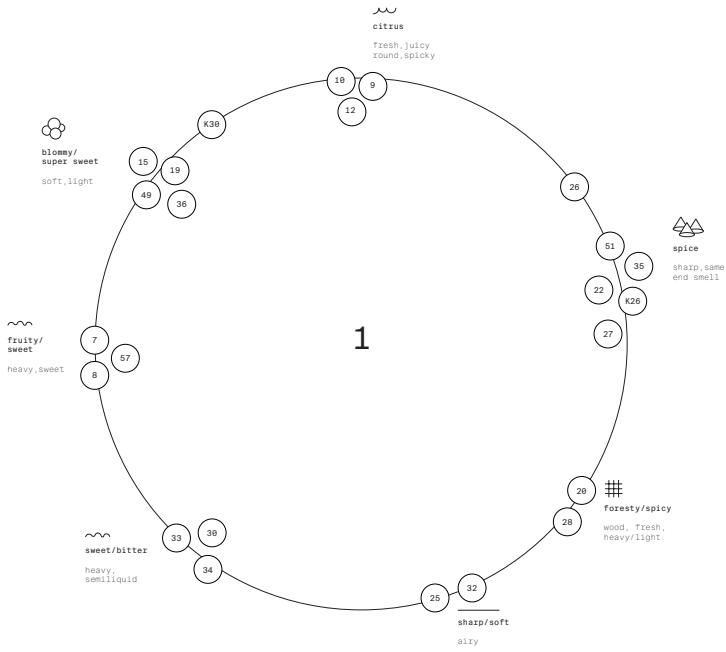 citrus
fresh,juicy
round,spicky
10
9
12
K30
blommy/
super sweet
soft,light
15
19
49
36
26
51
35
22
K26
27
spice
sharp,same
end smell
fruity/
sweet
heavy,sweet
7
57
8
1
20
28
foresty/spicy
wood, fresh,
heavy/light
33
30
34
sweet/bitter
heavy,
semiliquid
25
32
sharp/soft
airy